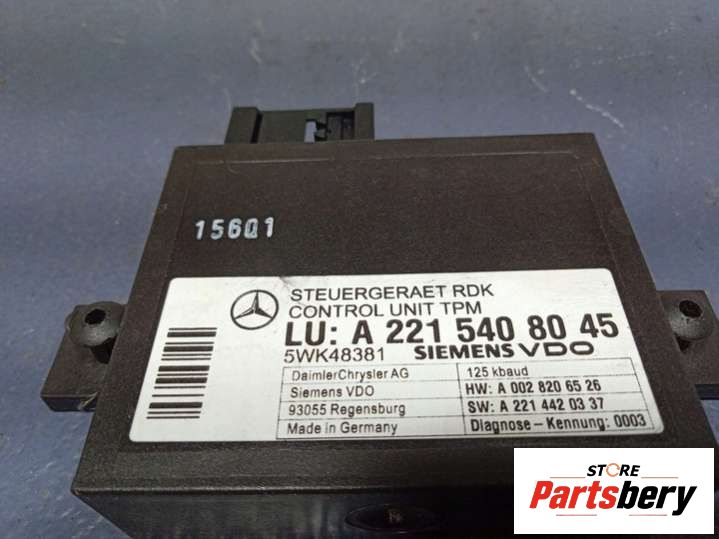 15601
STEUERGERAET RDK
CONTROL UNIT TPM
LU: A 221 540 80 45
5WK48381 SIEMENS VDO
DaimlerChrysler AG
Siemens VDO
93055 Regensburg
Made in Germany
125 kbaud
HW: A 002 820 65 26
SW: A 221 442 03 37
Diagnose - Kennung: 0003
STORE
Partsbery